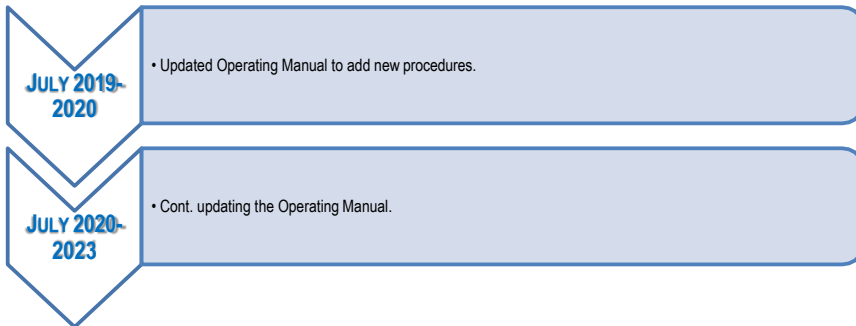 JULY 2019-
2020
• Updated Operating Manual to add new procedures.
JULY 2020-
2023
• Cont. updating the Operating Manual.